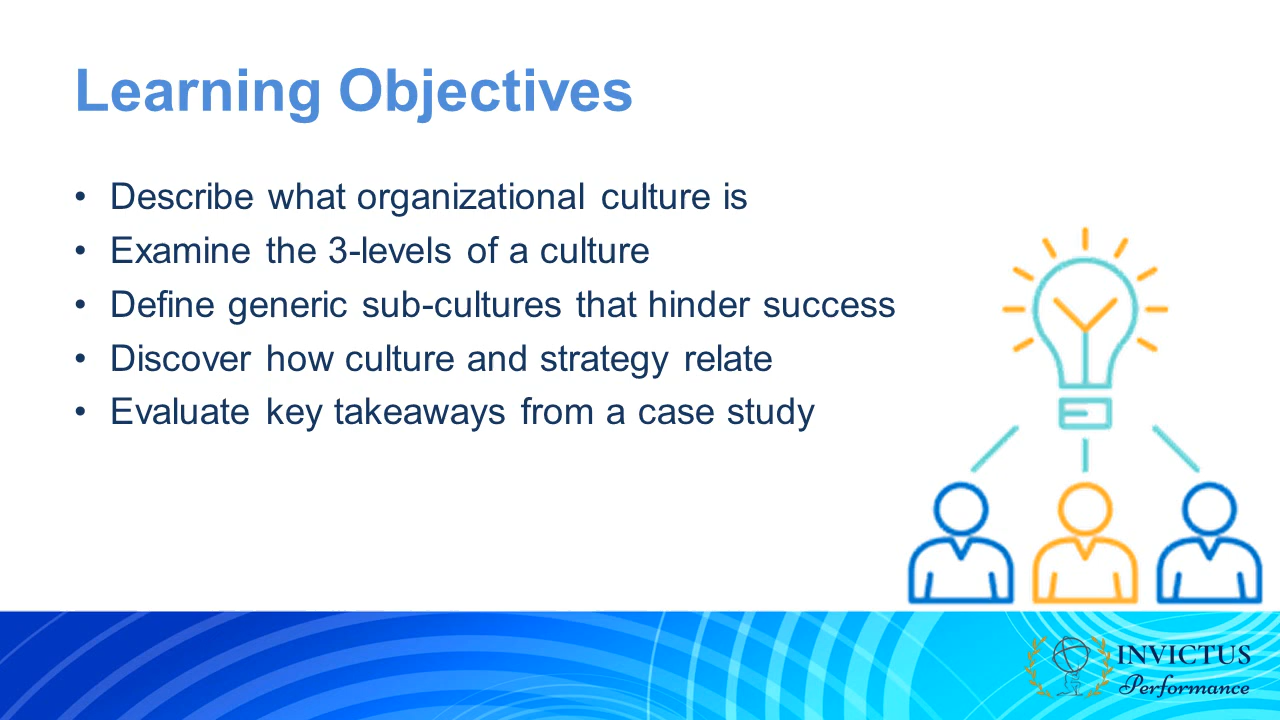 Learning Objectives
• Describe what organizational culture is
• Examine the 3-levels of a culture
• Define generic sub-cultures that hinder success
• Discover how culture and strategy relate
• Evaluate key takeaways from a case study
INVICTUS
Performance